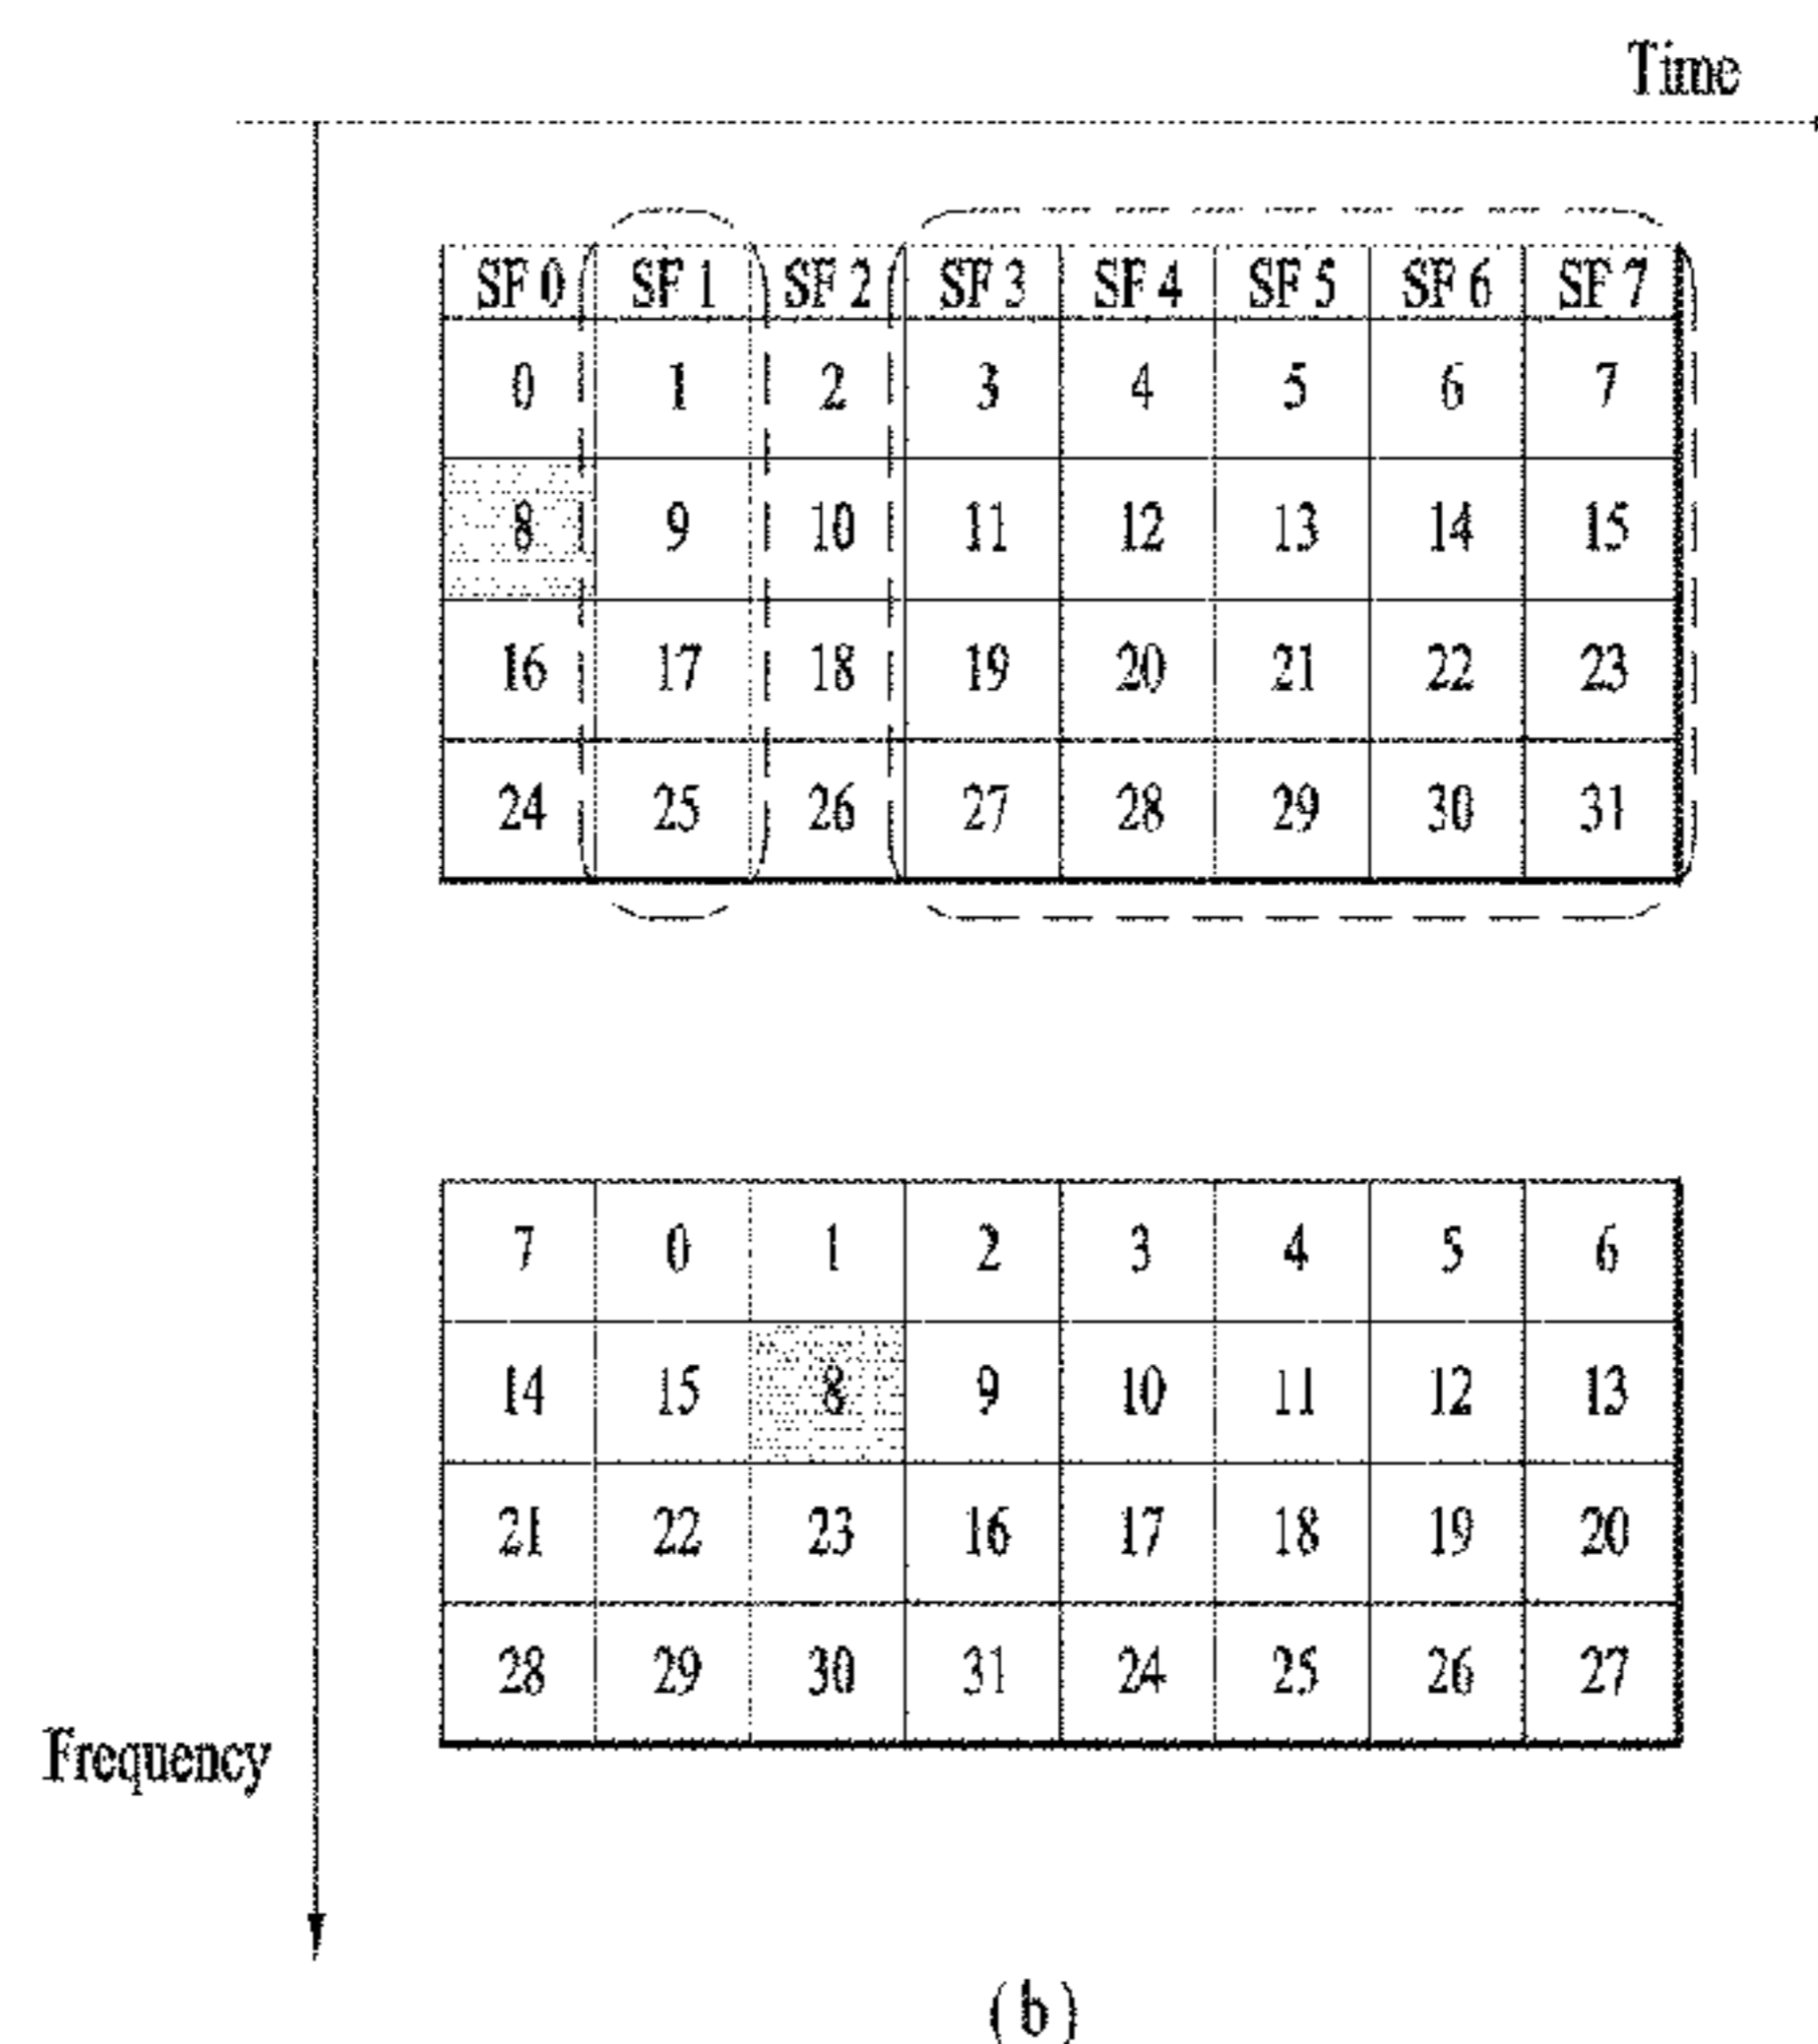 Time
SF 0 SF 1 SF 2 SF 3 SF 4 SF 5 SF 6 SF 7
0 1 2 3 4 5 6 7
8 9 10 11 12 13 14 15
16 17 18 19 20 21 22 23
24 25 26 27 28 29 30 31
7 0 1 2 3 4 5 6
14 15 8 9 10 11 12 13
21 22 23 16 17 18 19 20
28 29 30 31 24 25 26 27
Frequency
(b)